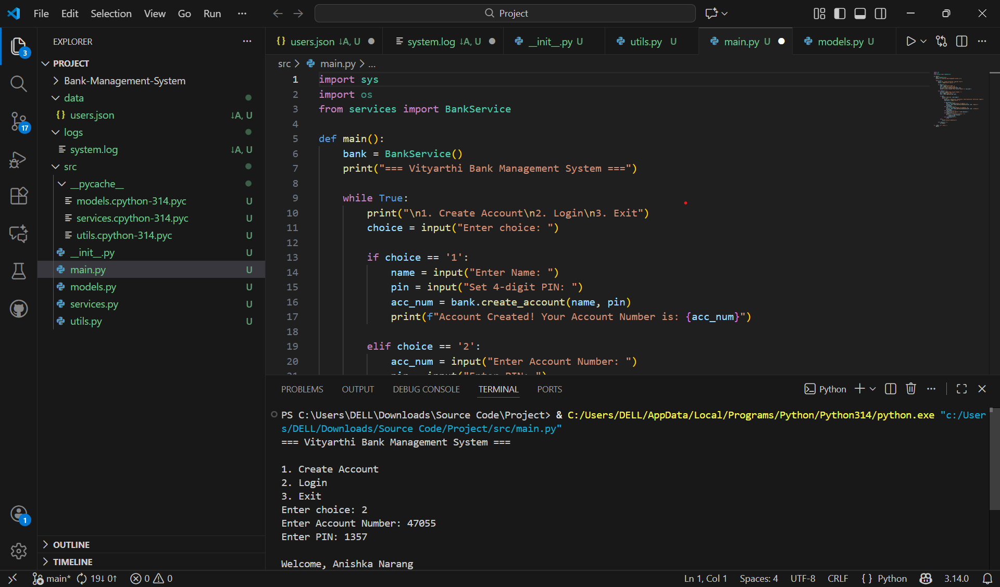 File Edit Selection View Go Run ··· Project
EXPLORER ···
PROJECT
Bank-Management-System
data
{} users.json ↓A, U
logs
system.log ↓A, U
src
__pycache__
models.cpython-314.pyc U
services.cpython-314.pyc U
utils.cpython-314.pyc U
__init__.py U
main.py U
models.py U
services.py U
utils.py U
OUTLINE
TIMELINE
3
17
1
{} users.json ↓A, U system.log ↓A, U __init__.py U utils.py U main.py U models.py U
src > main.py > ...
1 import sys
2 import os
3 from services import BankService
4
5 def main():
6 bank = BankService()
7 print("=== Vityarthi Bank Management System ===")
8
9 while True:
10 print("\n1. Create Account\n2. Login\n3. Exit")
11 choice = input("Enter choice: ")
12
13 if choice == '1':
14 name = input("Enter Name: ")
15 pin = input("Set 4-digit PIN: ")
16 acc_num = bank.create_account(name, pin)
17 print(f"Account Created! Your Account Number is: {acc_num}")
18
19 elif choice == '2':
20 acc_num = input("Enter Account Number: ")
21 pin = input("Enter PIN: ")
PROBLEMS OUTPUT DEBUG CONSOLE TERMINAL PORTS Python
PS C:\Users\DELL\Downloads\Source Code\Project> & C:/Users/DELL/AppData/Local/Programs/Python/Python314/python.exe "c:/User
s/DELL/Downloads/Source Code/Project/src/main.py"
=== Vityarthi Bank Management System ===
1. Create Account
2. Login
3. Exit
Enter choice: 2
Enter Account Number: 47055
Enter PIN: 1357
Welcome, Anishka Narang
main* 19↓ 0↑ 0 0 Ln 1, Col 1 Spaces: 4 UTF-8 CRLF {} Python 3.14.0